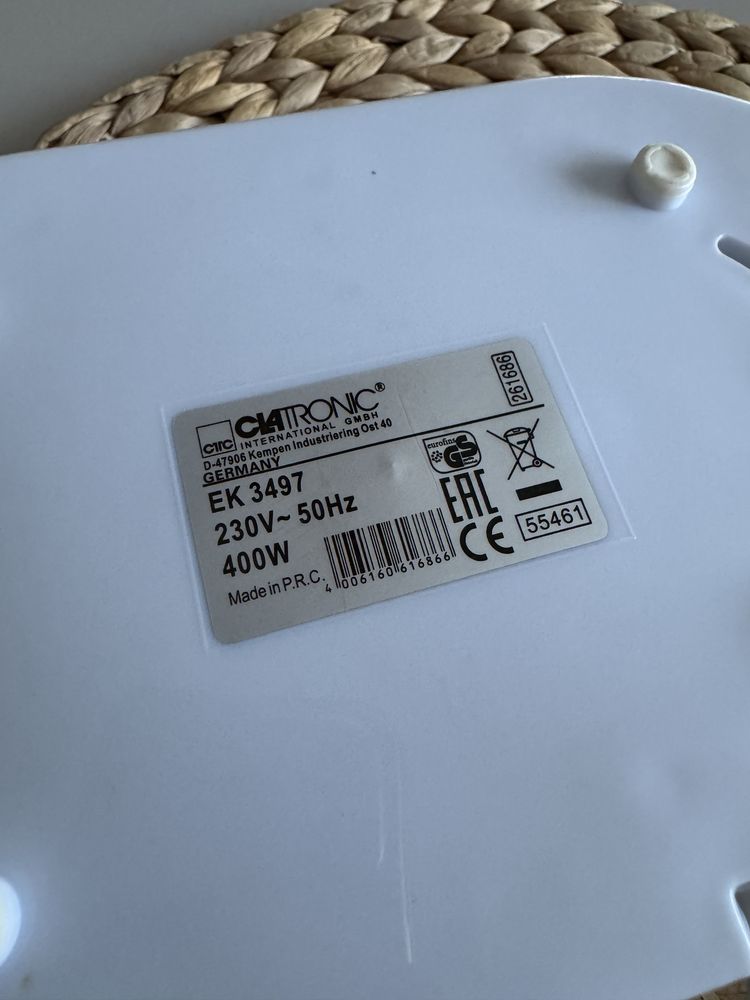 261686
CTC CLATRONIC®
INTERNATIONAL GMBH
D-47906 Kempen Industriering Ost 40
GERMANY
EK 3497
230V~ 50Hz
400W
Made in P.R.C.
4 006160 616866
eurofins
GS
EAC
CE
55461